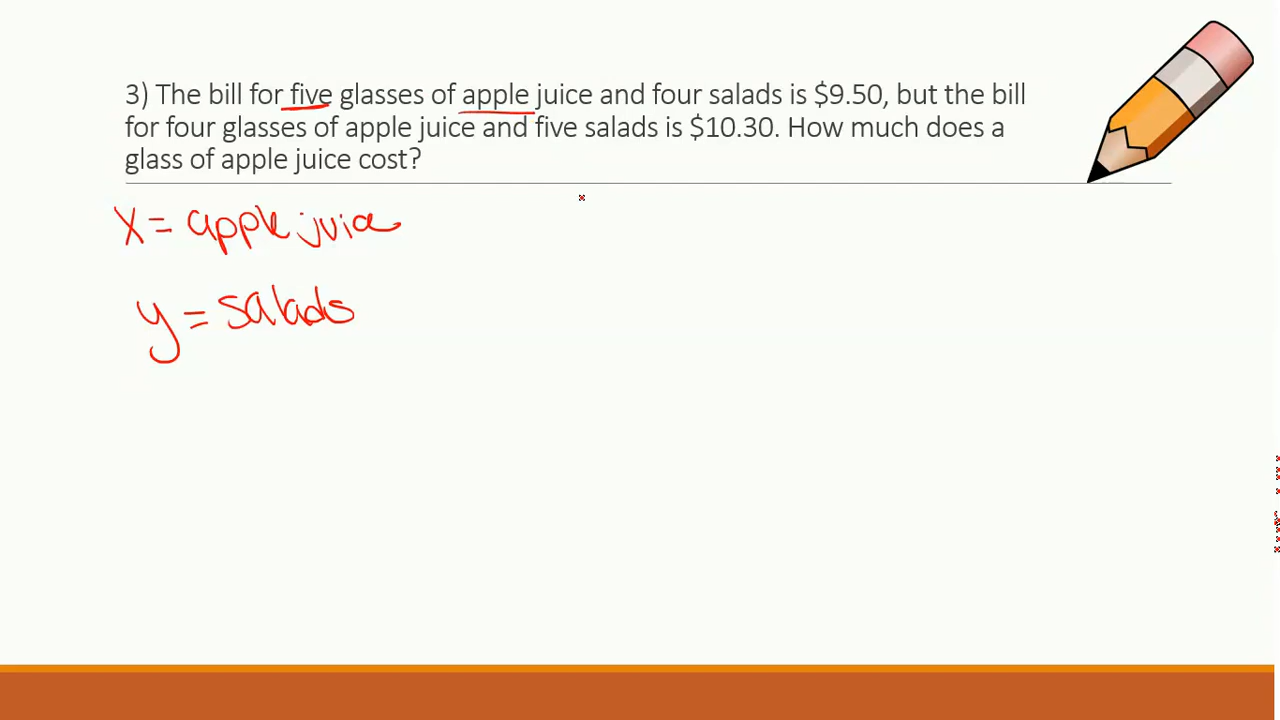 3) The bill for five glasses of apple juice and four salads is $9.50, but the bill
for four glasses of apple juice and five salads is $10.30. How much does a
glass of apple juice cost?
x = apple juice
y = salads